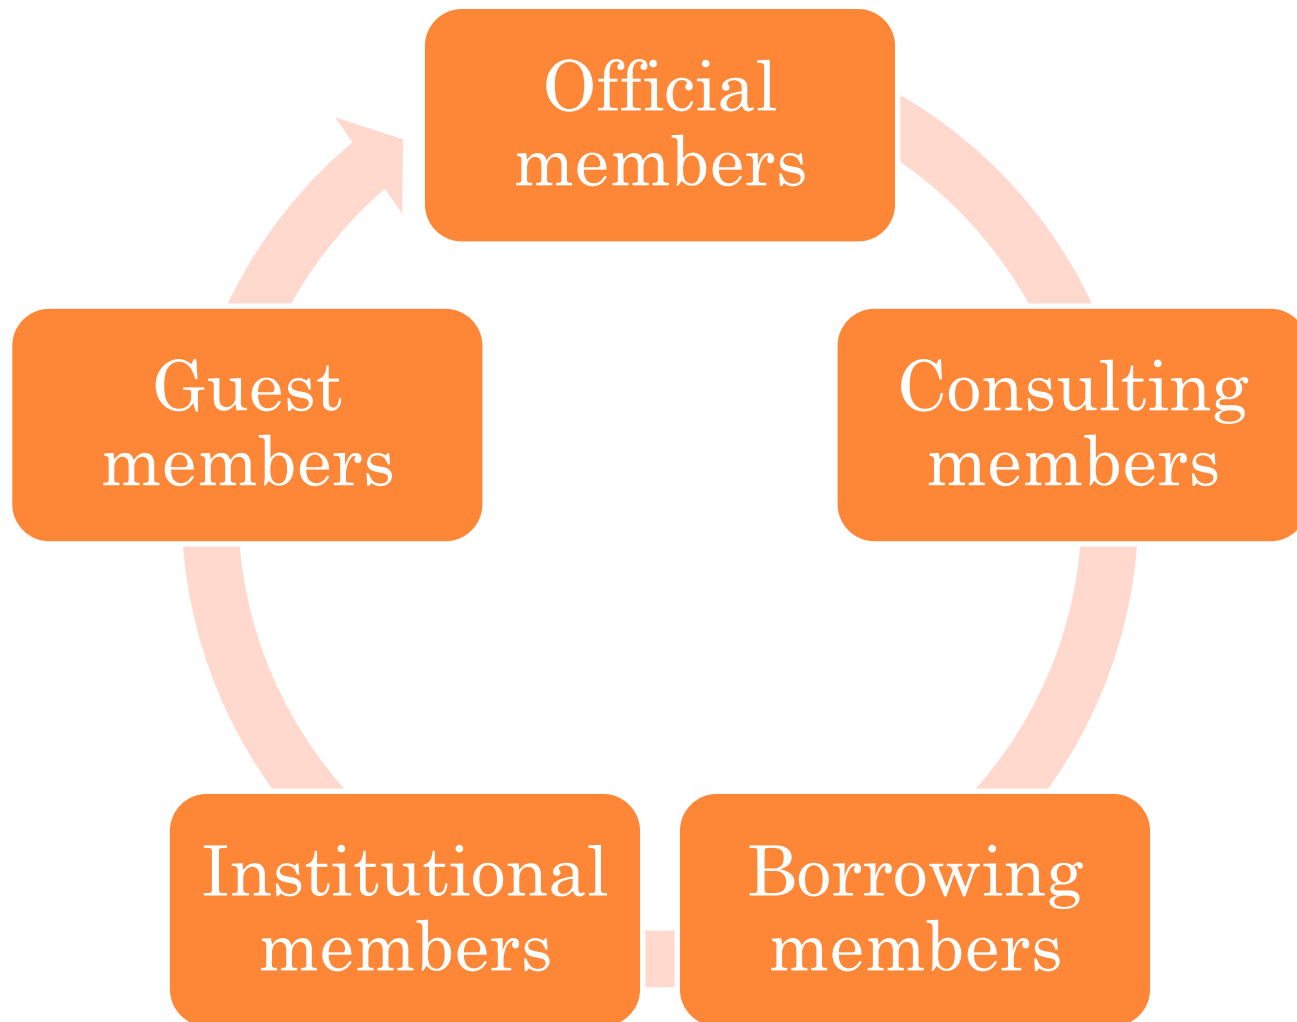 Official
members
Consulting
members
Borrowing
members
Institutional
members
Guest
members